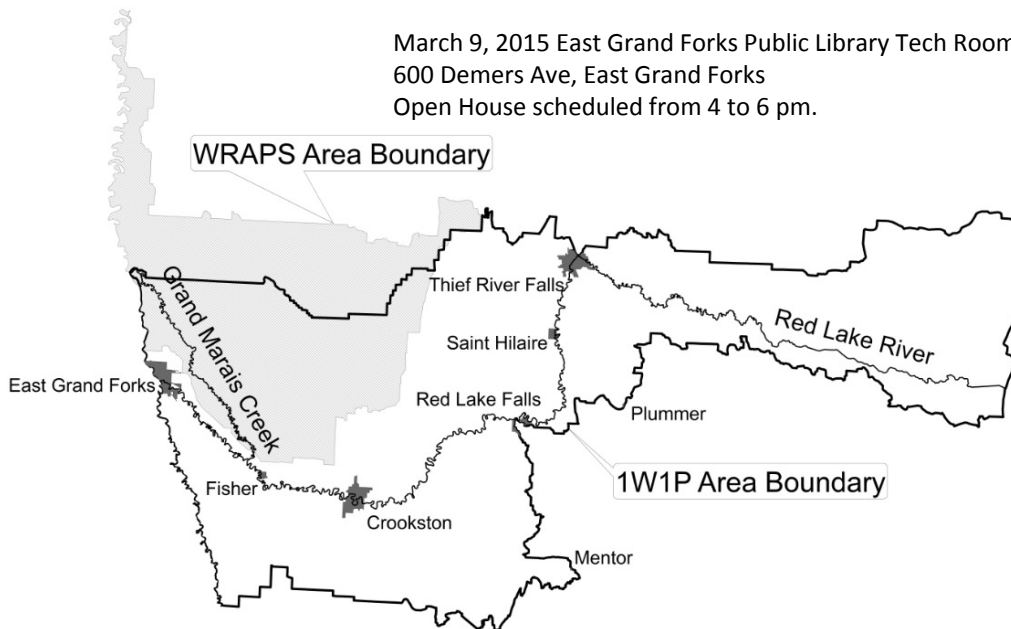 March 9, 2015 East Grand Forks Public Library Tech Room
600 Demers Ave, East Grand Forks
Open House scheduled from 4 to 6 pm.
WRAPS Area Boundary
Grand Marais Creek
Thief River Falls
Red Lake River
Saint Hilaire
East Grand Forks
Red Lake Falls
Plummer
1W1P Area Boundary
Fisher
Crookston
Mentor